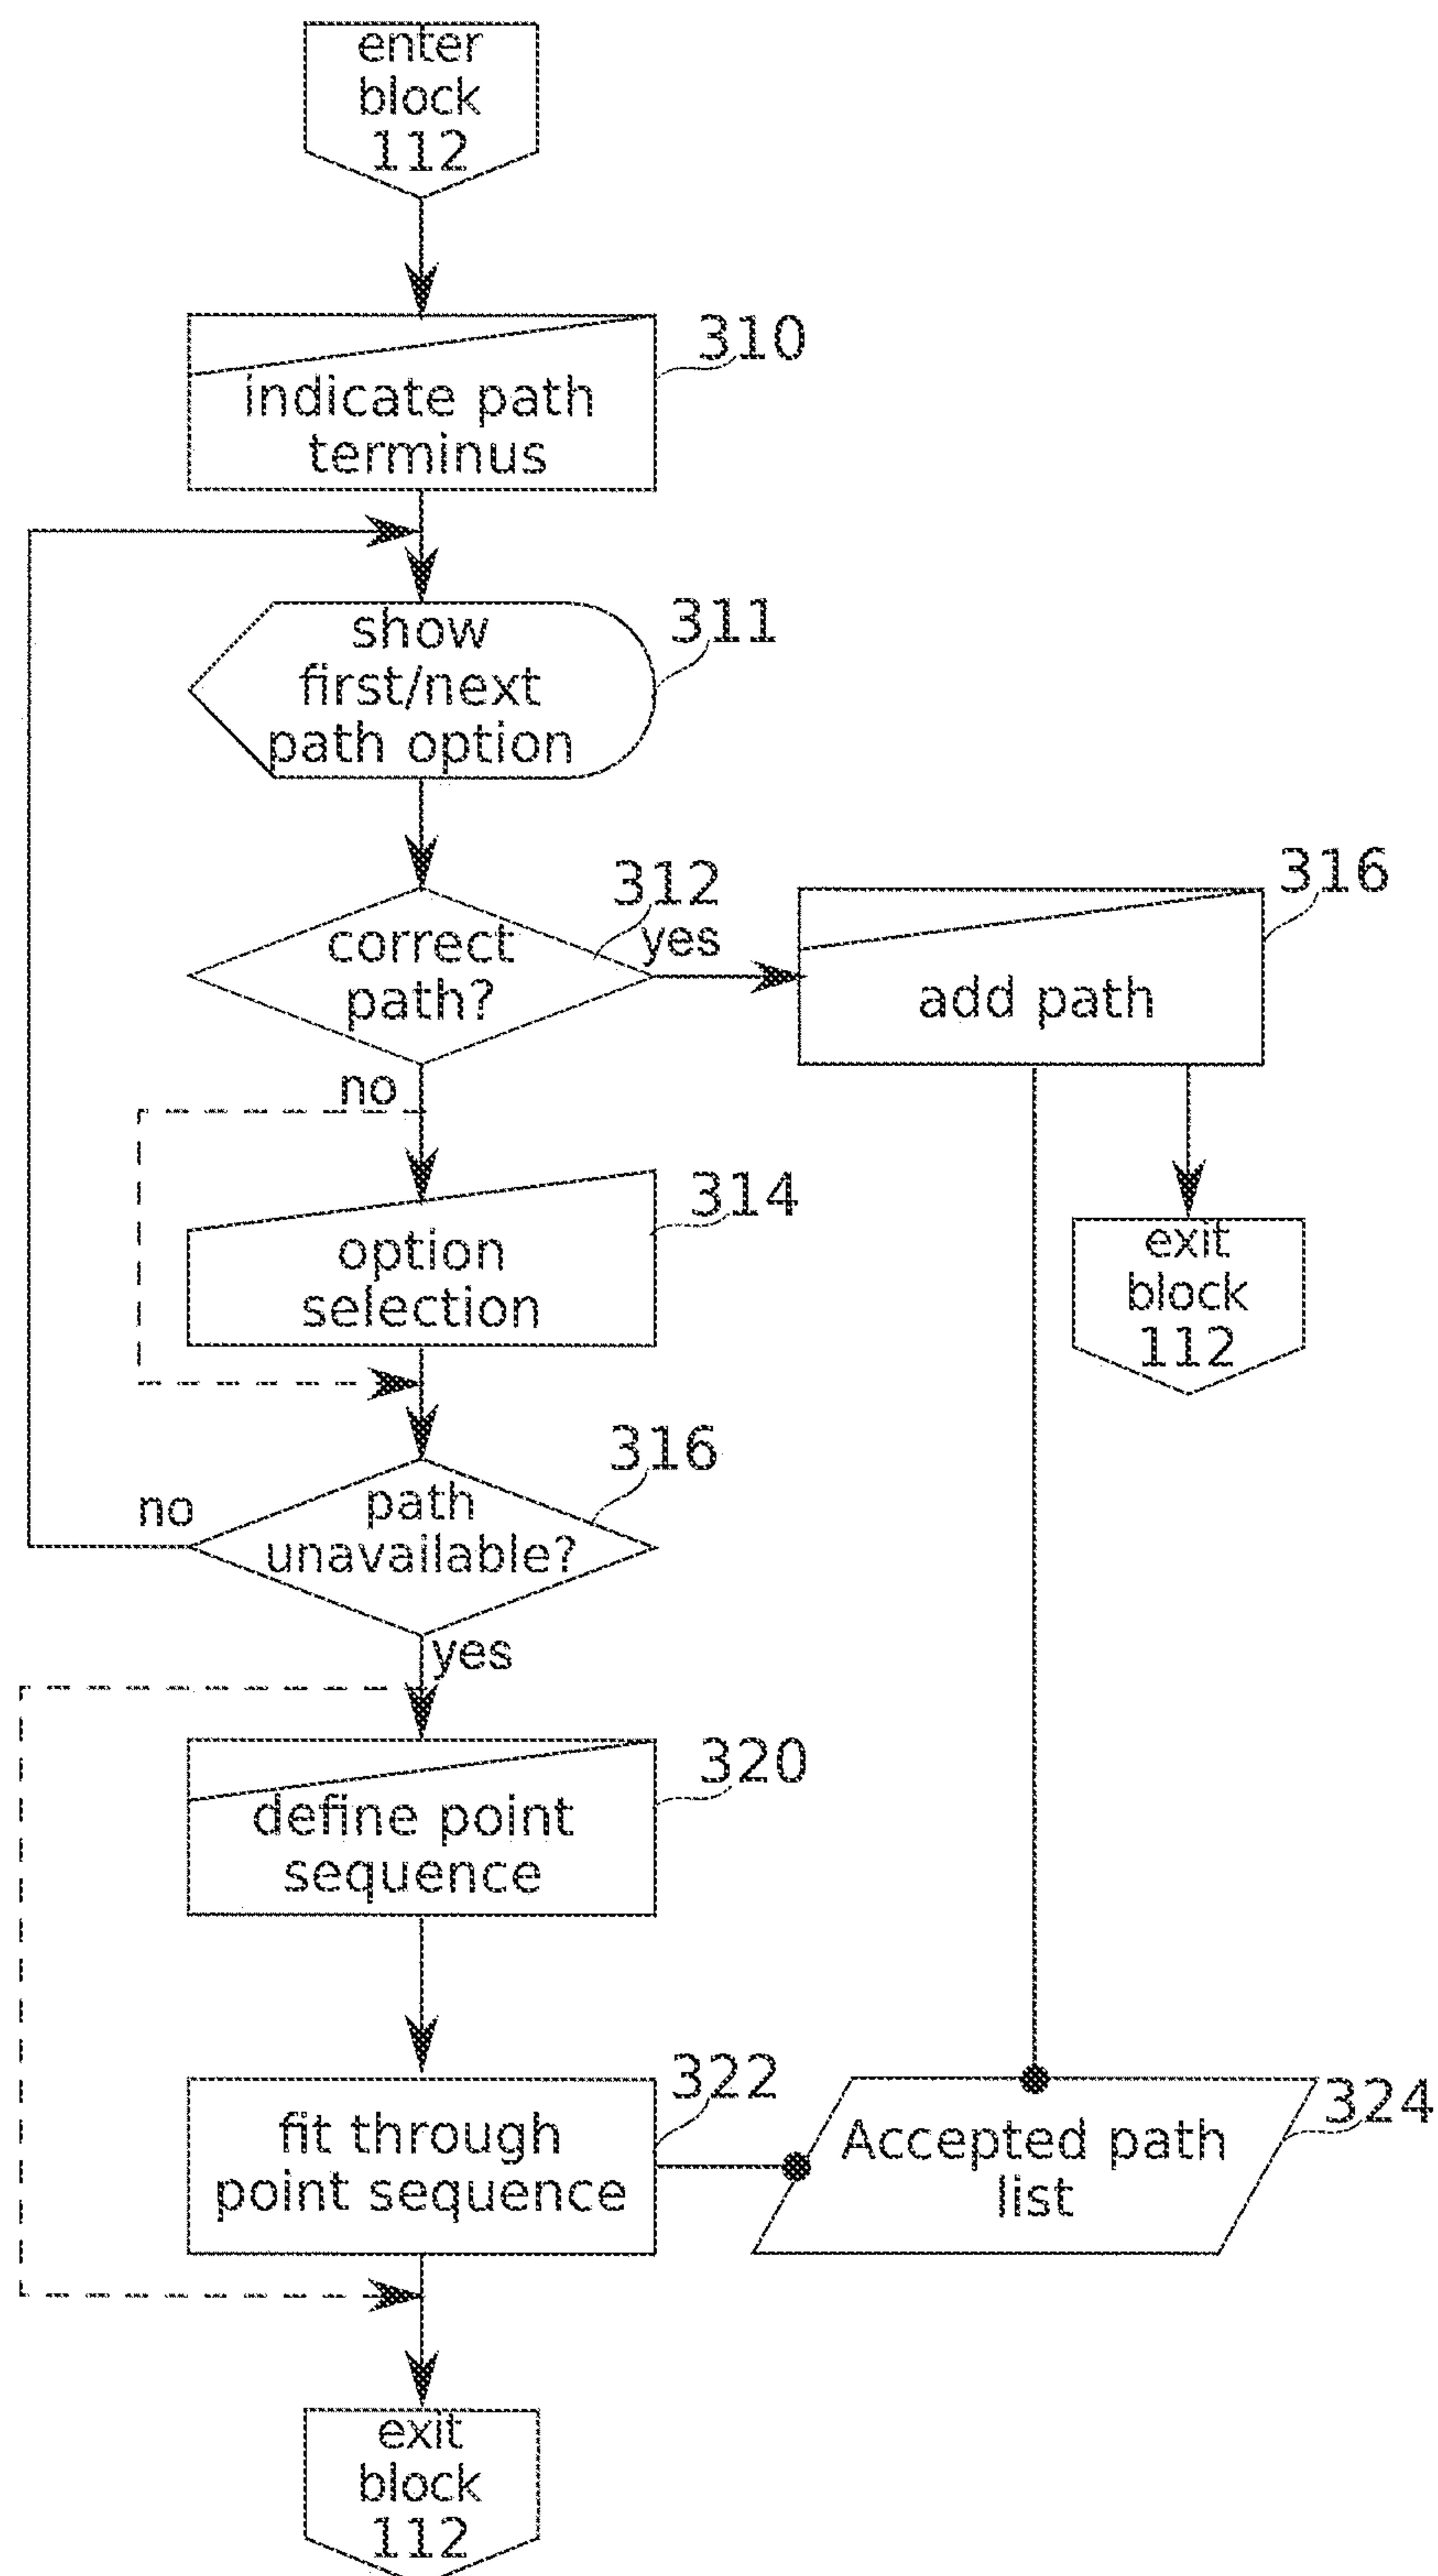 enter
block
112
310
indicate path
terminus
311
show
first/next
path option
312
correct
path?
yes
316
add path
no
314
option
selection
exit
block
112
316
path
unavailable?
no
yes
320
define point
sequence
322
fit through
point sequence
324
Accepted path
list
exit
block
112